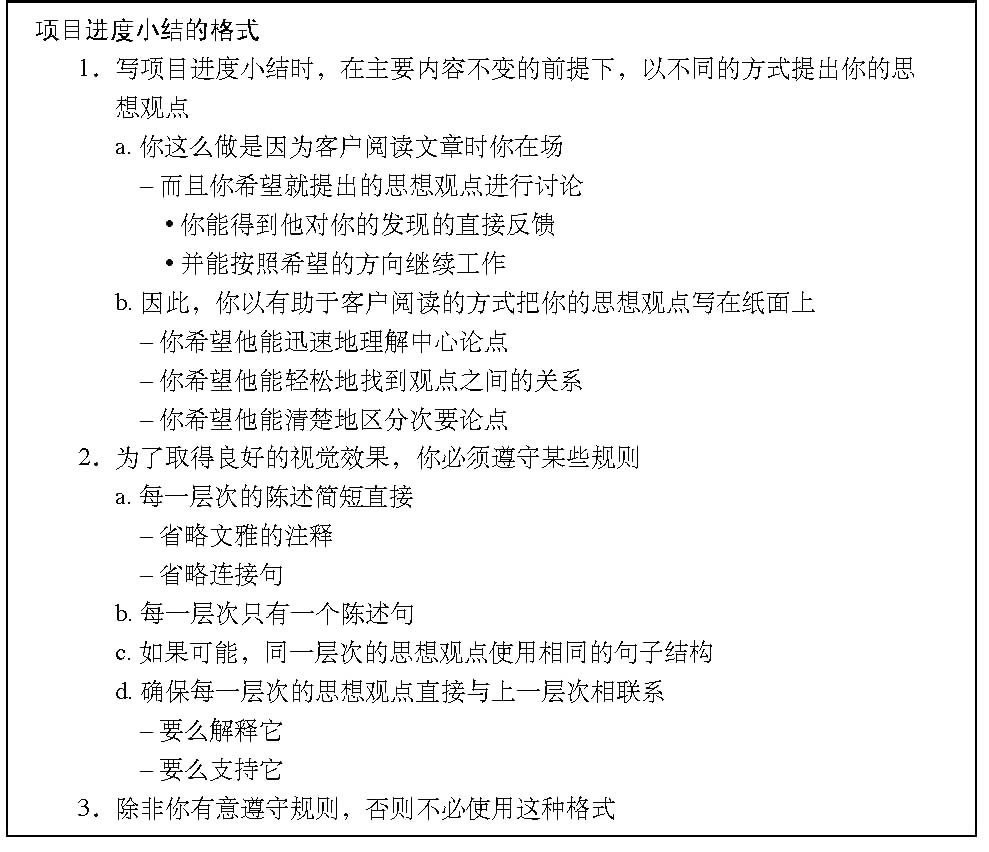 项目进度小结的格式
1．写项目进度小结时，在主要内容不变的前提下，以不同的方式提出你的思
想观点
a. 你这么做是因为客户阅读文章时你在场
– 而且你希望就提出的思想观点进行讨论
• 你能得到他对你的发现的直接反馈
• 并能按照希望的方向继续工作
b. 因此，你以有助于客户阅读的方式把你的思想观点写在纸面上
– 你希望他能迅速地理解中心论点
– 你希望他能轻松地找到观点之间的关系
– 你希望他能清楚地区分次要论点
2．为了取得良好的视觉效果，你必须遵守某些规则
a. 每一层次的陈述简短直接
– 省略文雅的注释
– 省略连接句
b. 每一层次只有一个陈述句
c. 如果可能，同一层次的思想观点使用相同的句子结构
d. 确保每一层次的思想观点直接与上一层次相联系
– 要么解释它
– 要么支持它
3．除非你有意遵守规则，否则不必使用这种格式